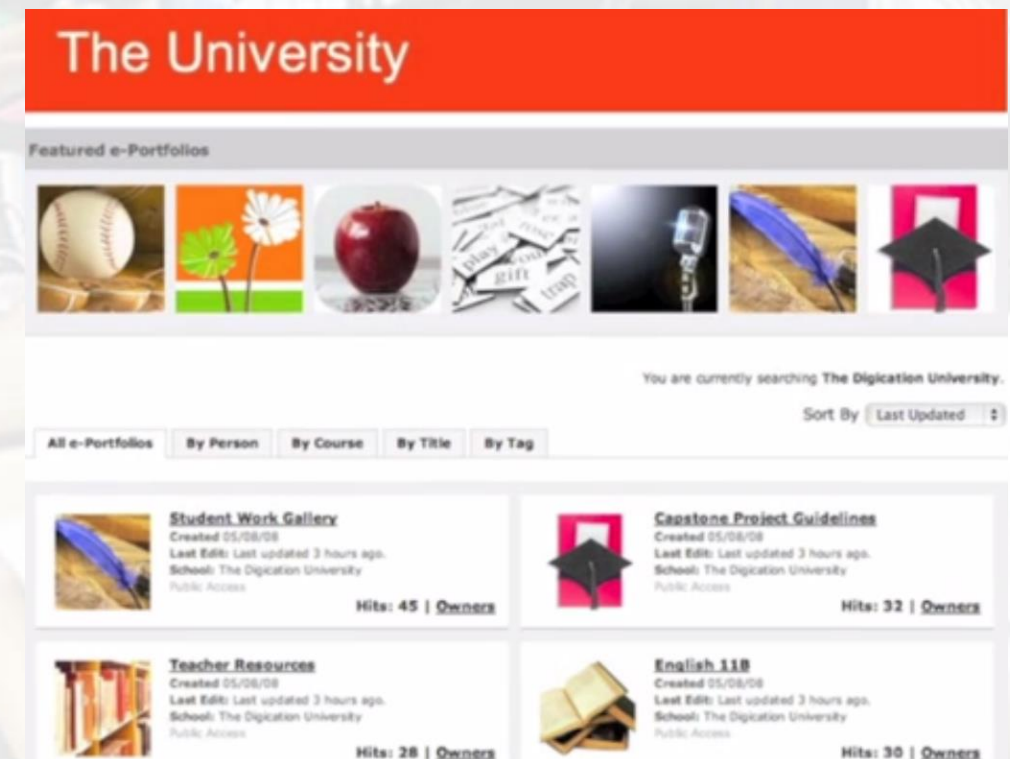 The University
Featured e-Portfolios
play
gift
trap
rose
You are currently searching The Digication University.
Sort By Last Updated
All e-Portfolios By Person By Course By Title By Tag
Student Work Gallery
Created 05/08/08
Last Edit: Last updated 3 hours ago.
School: The Digication University
Public Access
Hits: 45 | Owners
Capstone Project Guidelines
Created 05/08/08
Last Edit: Last updated 3 hours ago.
School: The Digication University
Public Access
Hits: 32 | Owners
Teacher Resources
Created 05/08/08
Last Edit: Last updated 3 hours ago.
School: The Digication University
Public Access
Hits: 28 | Owners
English 11B
Created 05/08/08
Last Edit: Last updated 3 hours ago.
School: The Digication University
Public Access
Hits: 30 | Owners